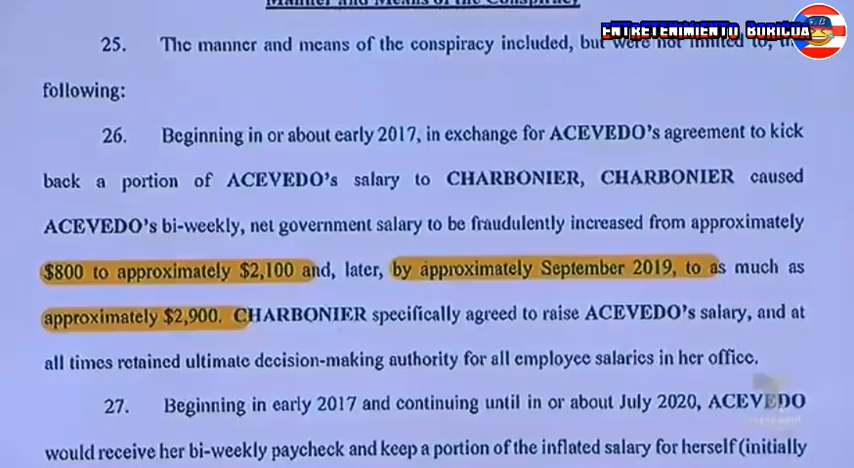 Manner and Means of the Conspiracy
ENTRETENIMIENTO BORICUA
25. The manner and means of the conspiracy included, but were not limited to, the
following:
26. Beginning in or about early 2017, in exchange for ACEVEDO's agreement to kick
back a portion of ACEVEDO's salary to CHARBONIER, CHARBONIER caused
ACEVEDO's bi-weekly, net government salary to be fraudulently increased from approximately
$800 to approximately $2,100 and, later, by approximately September 2019, to as much as
approximately $2,900. CHARBONIER specifically agreed to raise ACEVEDO's salary, and at
all times retained ultimate decision-making authority for all employee salaries in her office.
27. Beginning in early 2017 and continuing until in or about July 2020, ACEVEDO
would receive her bi-weekly paycheck and keep a portion of the inflated salary for herself (initially